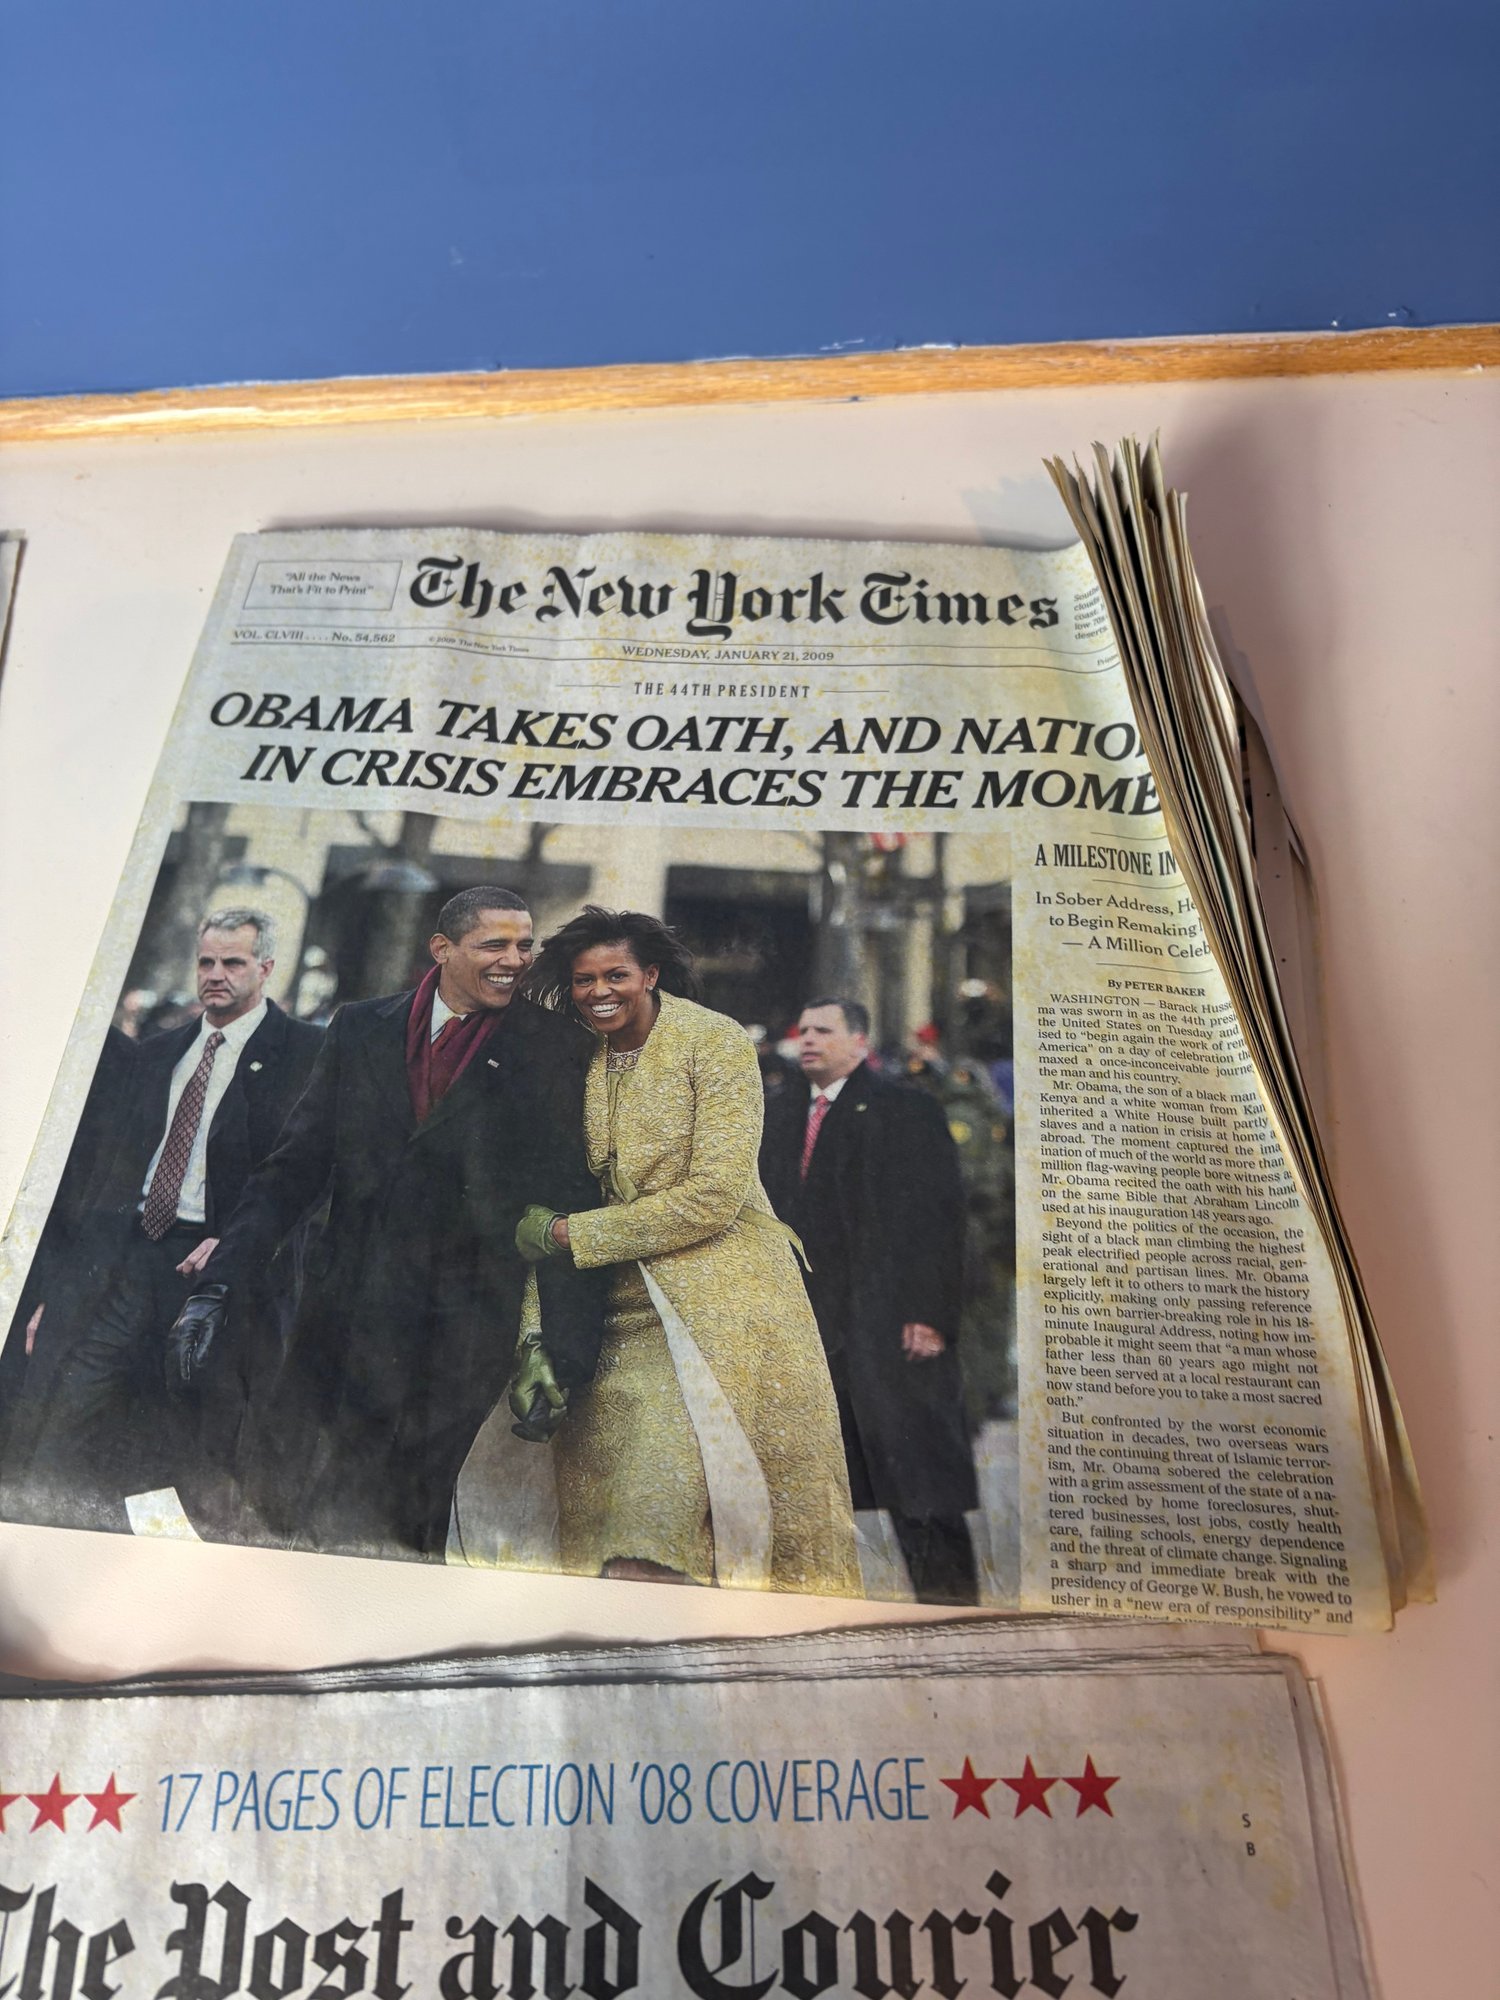 "All the News
That's Fit to Print"
The New York Times
VOL. CLVIII .... No. 54,562
© 2009 The New York Times
WEDNESDAY, JANUARY 21, 2009
clouds
coast.
deserts
THE 44TH PRESIDENT
OBAMA TAKES OATH, AND
IN CRISIS EMBRACES THE
A MILESTONE IN
In Sober Address,
to Begin Remaking
— A Million
By PETER BAKER
WASHINGTON — Barack
ma was sworn in as the 44th
the United States on Tuesday and
ised to "begin again the work of
America" on a day of celebration
maxed a once-inconceivable
the man and his country.
Mr. Obama, the son of a black man
Kenya and a white woman from
inherited a White House built partly
slaves and a nation in crisis at home
abroad. The moment captured the
ination of much of the world as more than
million flag-waving people bore witness
Mr. Obama recited the oath with his hand
on the same Bible that Abraham Lincoln
used at his inauguration 148 years ago.
Beyond the politics of the occasion, the
sight of a black man climbing the highest
peak electrified people across racial, gen-
erational and partisan lines. Mr. Obama
largely left it to others to mark the history
explicitly, making only passing reference
to his own barrier-breaking role in his 18-
minute Inaugural Address, noting how im-
probable it might seem that "a man whose
father less than 60 years ago might not
have been served at a local restaurant can
now stand before you to take a most sacred
oath."
But confronted by the worst economic
situation in decades, two overseas wars
and the continuing threat of Islamic terror-
ism, Mr. Obama sobered the celebration
with a grim assessment of the state of a na-
tion rocked by home foreclosures, shut-
tered businesses, lost jobs, costly health
care, failing schools, energy dependence
and the threat of climate change. Signaling
a sharp and immediate break with the
presidency of George W. Bush, he vowed to
usher in a "new era of responsibility" and
17 PAGES OF ELECTION '08 COVERAGE
S
B
The Post and Courier